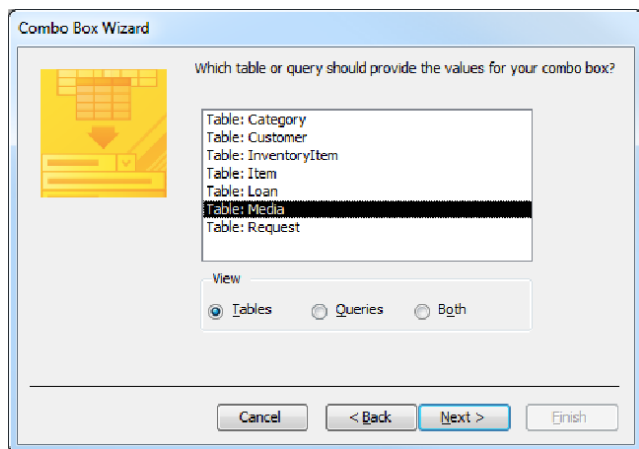 Combo Box Wizard
Which table or query should provide the values for your combo box?
Table: Category
Table: Customer
Table: InventoryItem
Table: Item
Table: Loan
Table: Media
Table: Request
View
Tables Queries Both
Cancel < Back Next > Finish